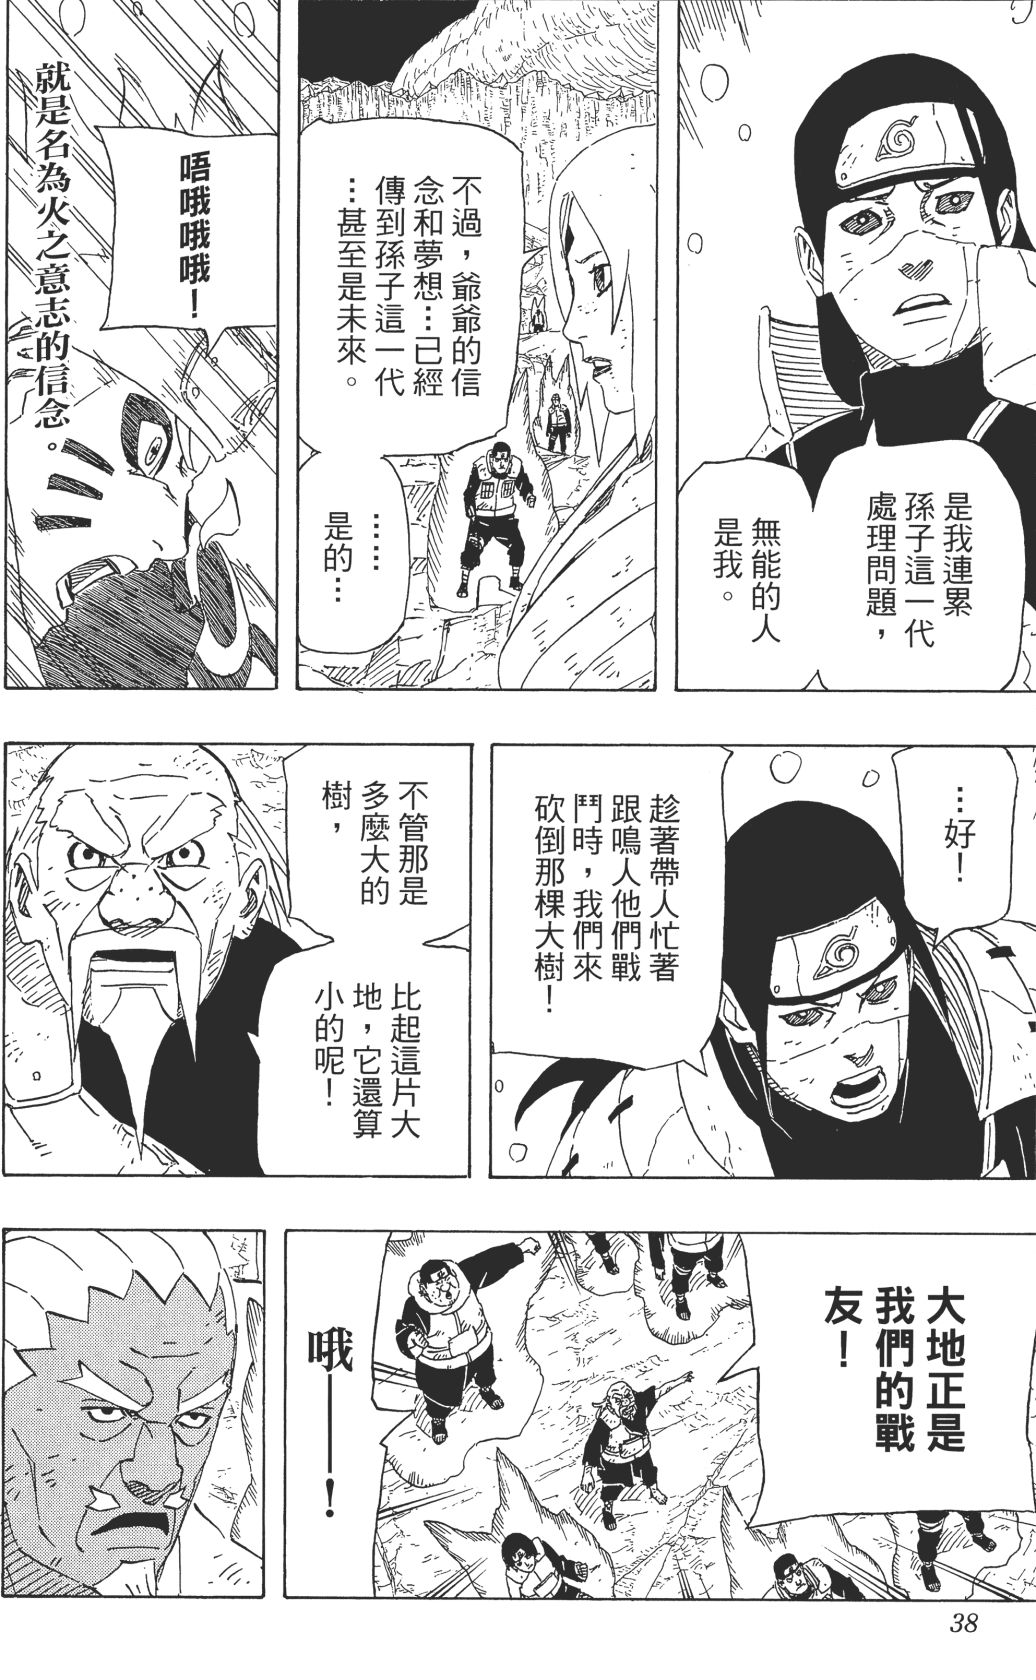 是我連累
孫子這一代
處理問題，
無能的人
是我。
不過，爺爺的信
念和夢想…已經
傳到孫子這一代
…甚至是未來。
……
是的…
唔哦哦哦！
就是名為火之意志的信念。
…好！
趁著帶人忙著
跟鳴人他們戰
鬥時，我們來
砍倒那棵大樹！
不管那是
多麼大的
樹，
比起這片大
地，它還算
小的呢！
大地正是
我們的戰
友！
哦——！
38